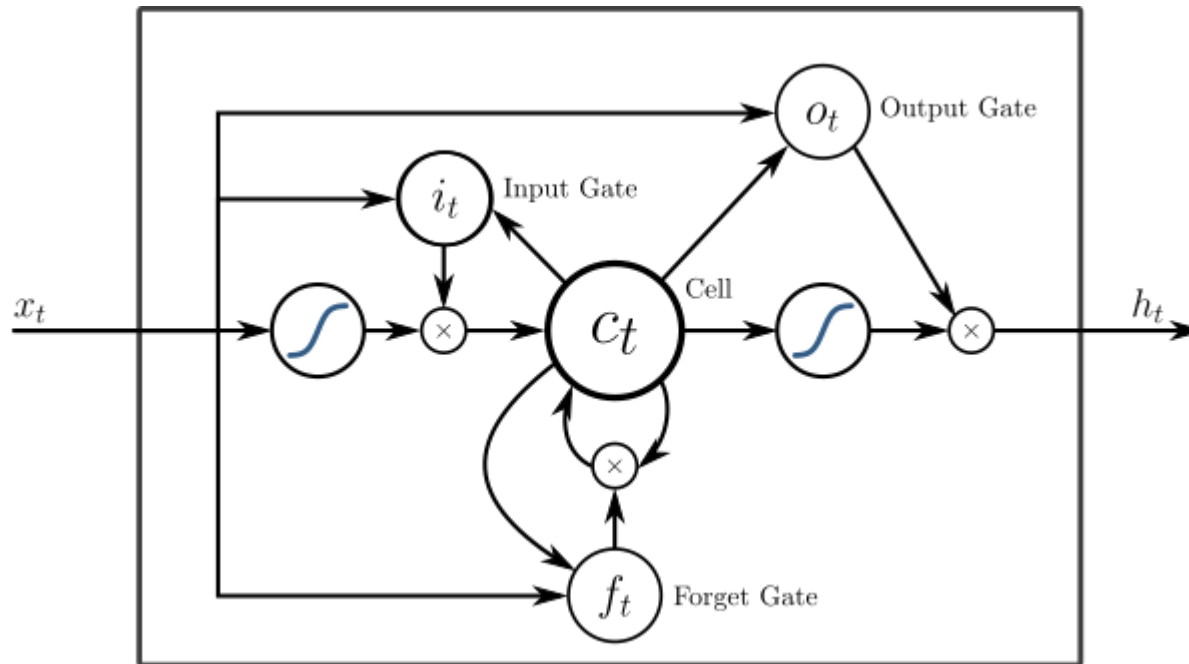 o_t Output Gate
i_t Input Gate
x_t
×
c_t Cell
×
h_t
×
f_t Forget Gate